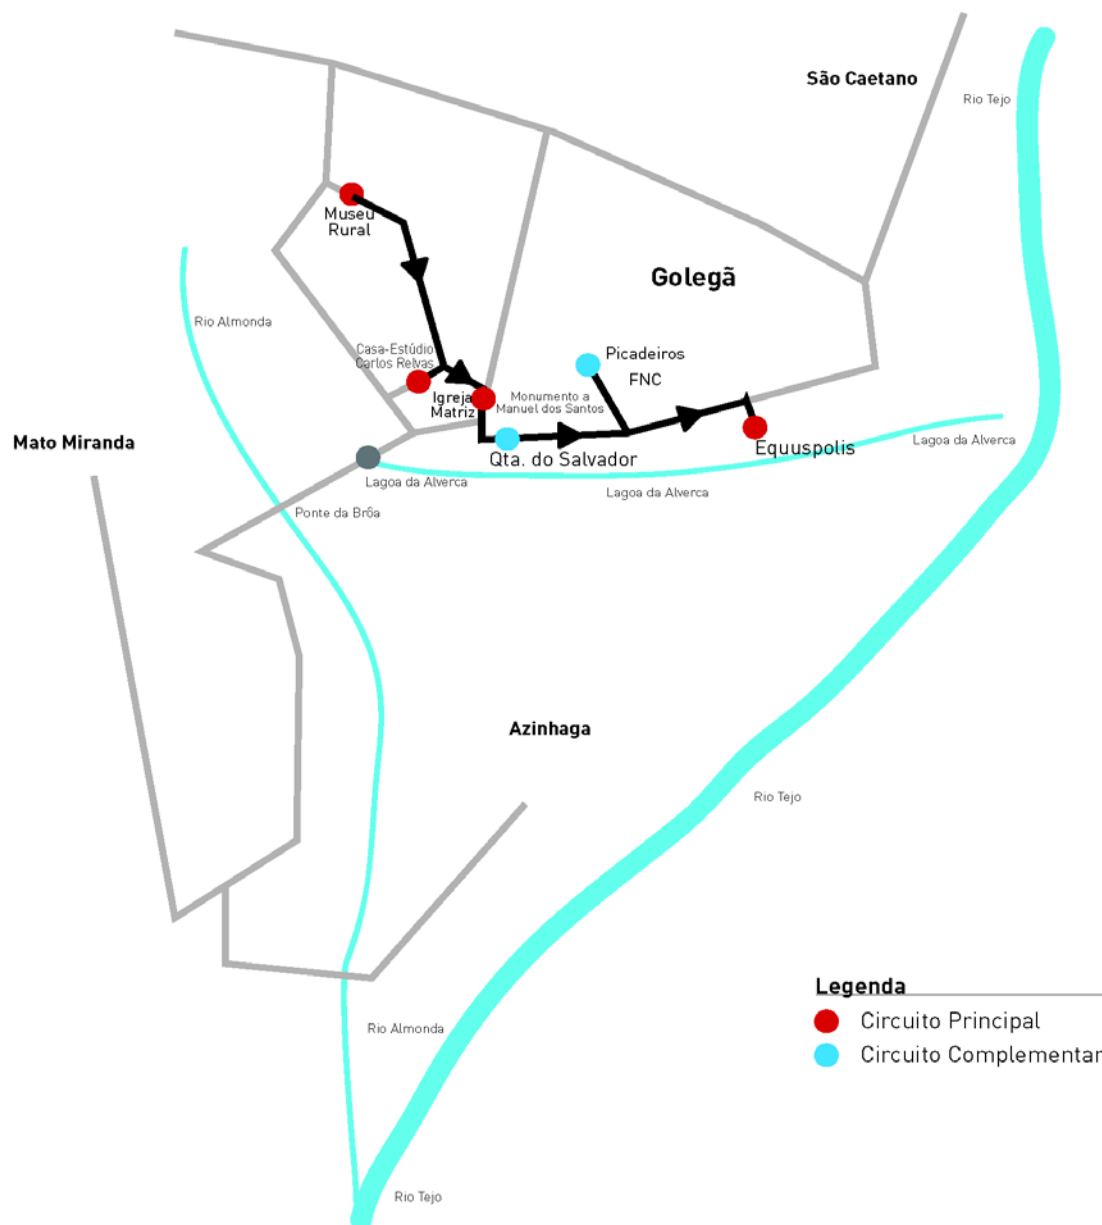 São Caetano
Rio Tejo
Museu
Rural
Golegã
Rio Almonda
Casa-Estúdio
Carlos Relvas
Picadeiros
FNC
Igreja
Matriz
Monumento a
Manuel dos Santos
Mato Miranda
Lagoa da Alverca
Equuspolis
Qta. do Salvador
Lagoa da Alverca
Lagoa da Alverca
Ponte da Brôa
Azinhaga
Rio Tejo
Legenda
Circuito Principal
Rio Almonda
Circuito Complementar
Rio Tejo